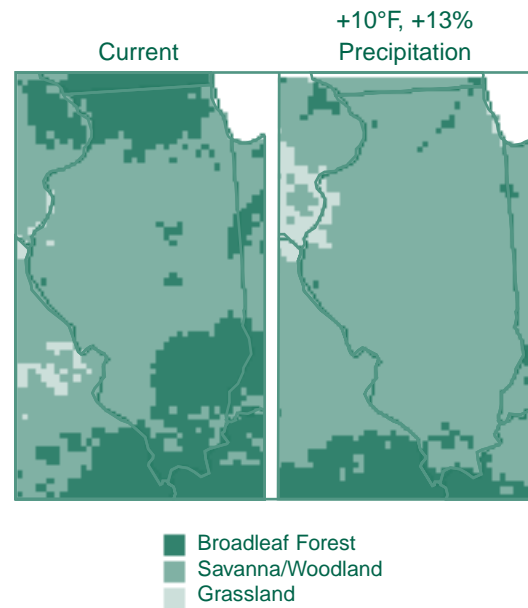 Current
+10°F, +13%
Precipitation
Broadleaf Forest
Savanna/Woodland
Grassland